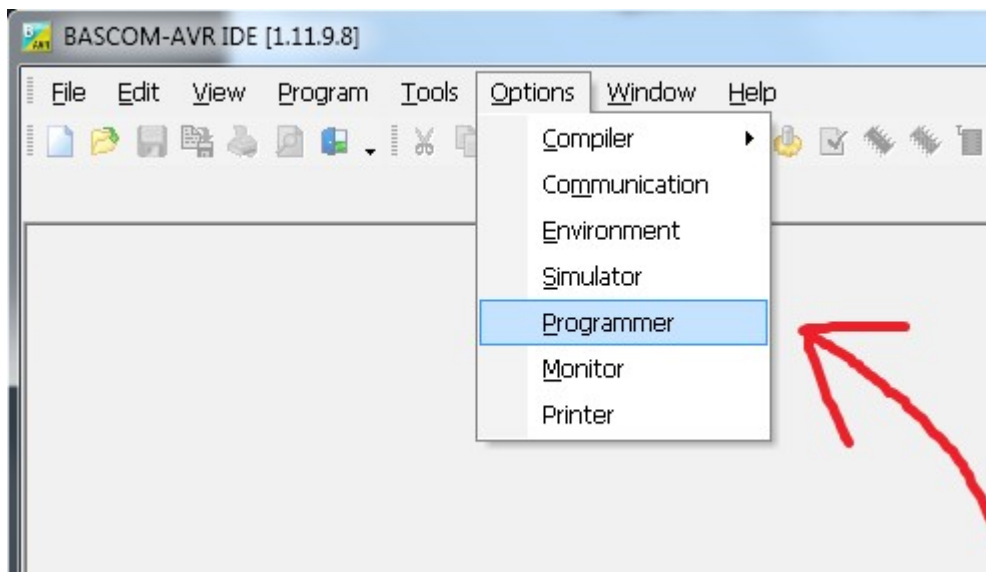 BASCOM-AVR IDE [1.11.9.8]
File Edit View Program Tools Options Window Help
Compiler
Communication
Environment
Simulator
Programmer
Monitor
Printer